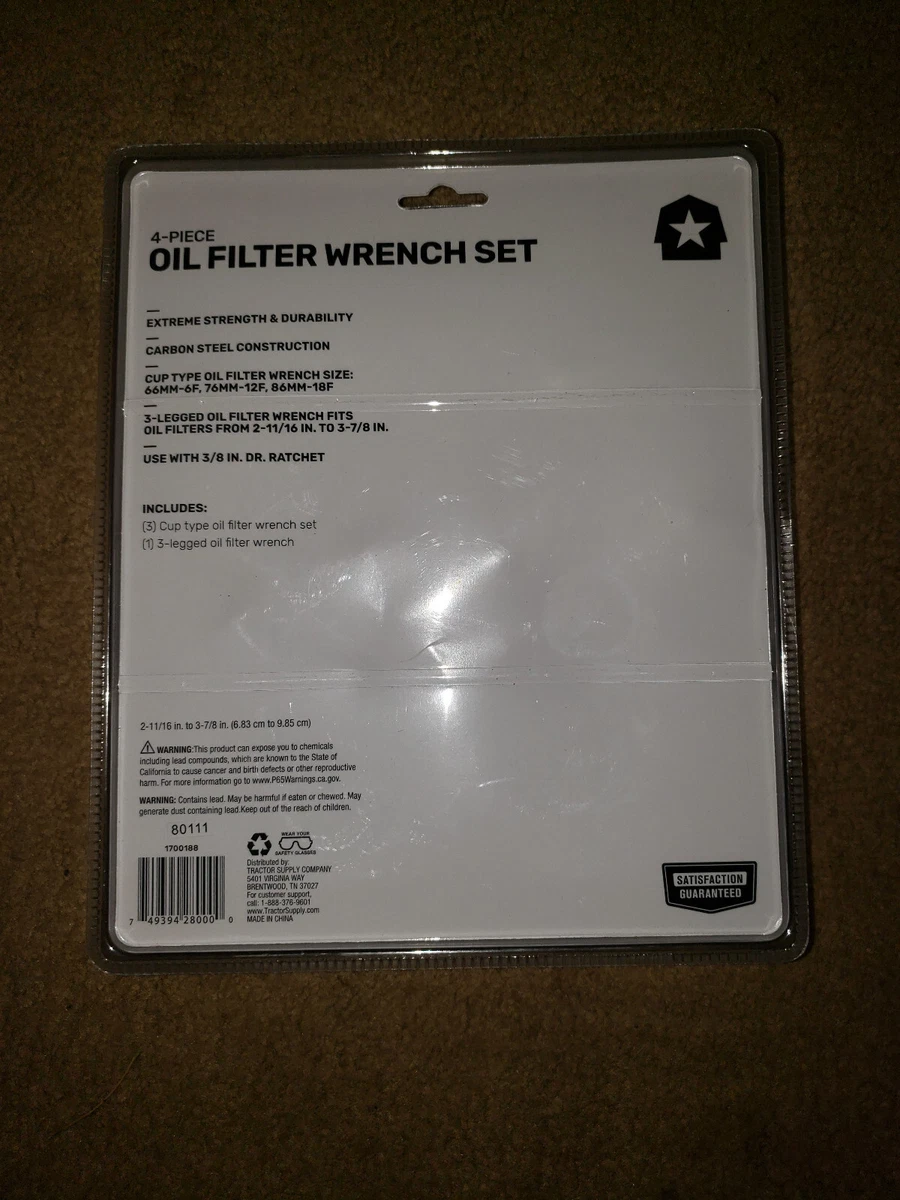 4-PIECE
OIL FILTER WRENCH SET
EXTREME STRENGTH & DURABILITY
CARBON STEEL CONSTRUCTION
CUP TYPE OIL FILTER WRENCH SIZE:
66MM-6F, 76MM-12F, 86MM-18F
3-LEGGED OIL FILTER WRENCH FITS
OIL FILTERS FROM 2-11/16 IN. TO 3-7/8 IN.
USE WITH 3/8 IN. DR. RATCHET
INCLUDES:
(3) Cup type oil filter wrench set
(1) 3-legged oil filter wrench
2-11/16 in. to 3-7/8 in. (6.83 cm to 9.85 cm)
WARNING:This product can expose you to chemicals
including lead compounds, which are known to the State of
California to cause cancer and birth defects or other reproductive
harm. For more information go to www.P65Warnings.ca.gov.
WARNING: Contains lead. May be harmful if eaten or chewed. May
generate dust containing lead.Keep out of the reach of children.
80111
1700188
7 49394 28000 0
WEAR YOUR
SAFETY GLASSES
Distributed by:
TRACTOR SUPPLY COMPANY
5401 VIRGINIA WAY
BRENTWOOD, TN 37027
For customer support,
call: 1-888-376-9601
www.TractorSupply.com
MADE IN CHINA
SATISFACTION
GUARANTEED